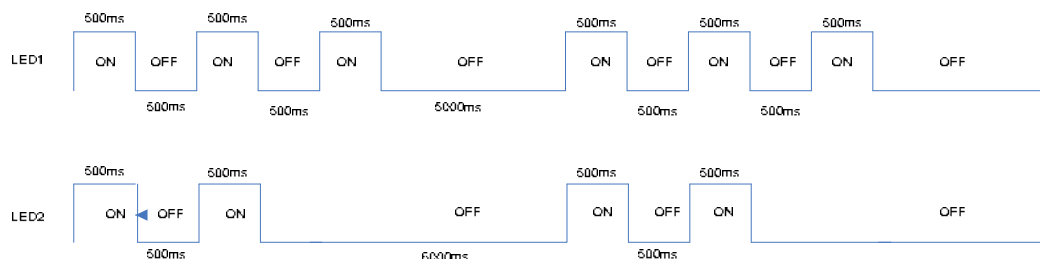 500ms 500ms 500ms 500ms 500ms 500ms
LED1 ON OFF ON OFF ON OFF ON OFF ON OFF ON OFF
500ms 500ms 5000ms 500ms 500ms
500ms 500ms 500ms 500ms
LED2 ON OFF ON OFF ON OFF ON OFF
500ms 6000ms 500ms